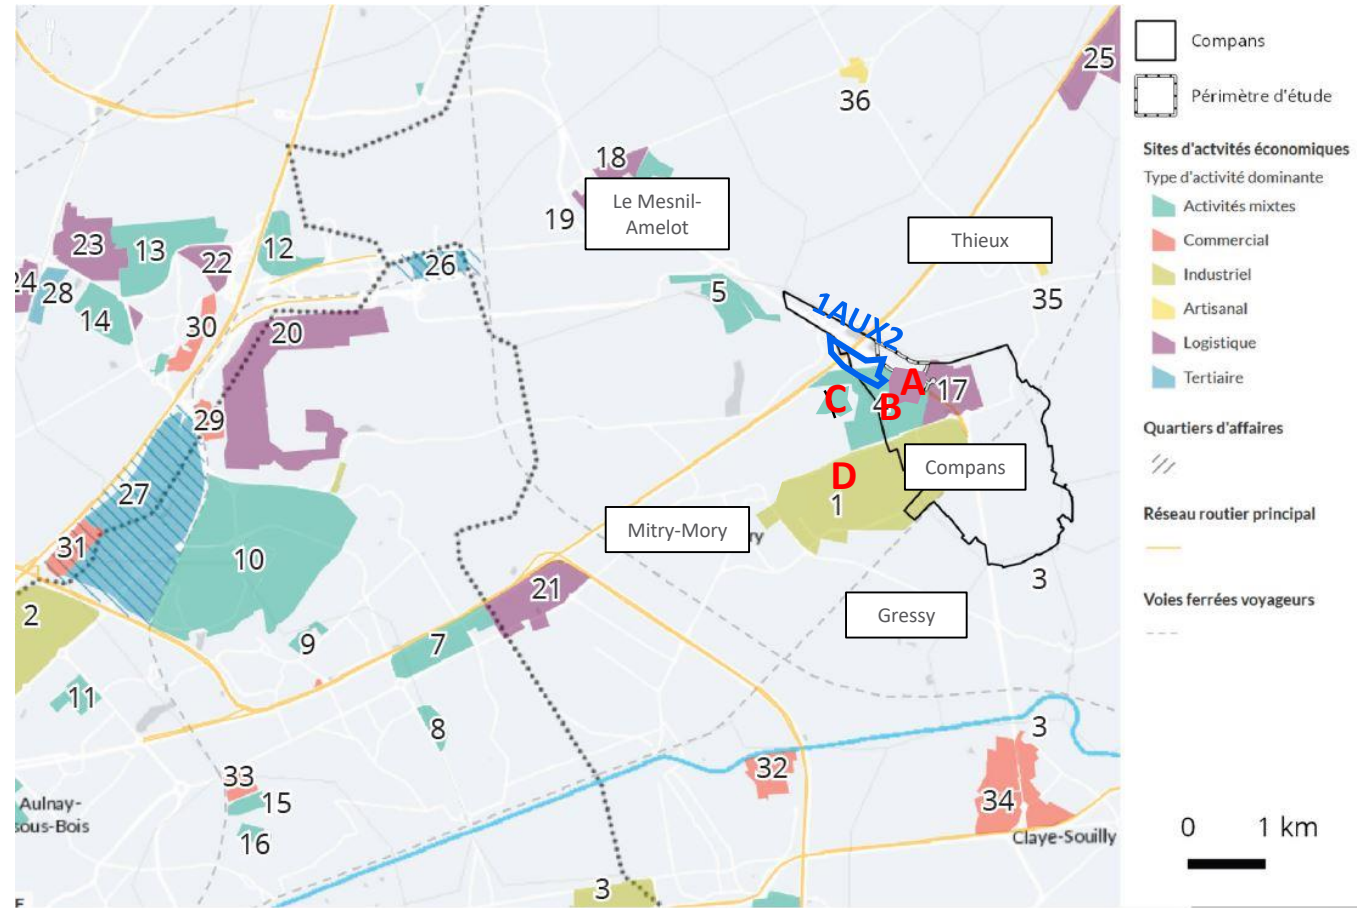 25
36
18
Le Mesnil-
Amelot
19
Thieux
23
13
12
22
26
24
28
14
5
35
30
20
1AUX2
A
17
C
4
B
29
Compans
D
27
1
Mitry-Mory
ry
31
10
3
21
2
Gressy
9
7
11
8
3
33
32
15
34
Aulnay-
sous-Bois
16
Claye-Souilly
3
Compans
Périmètre d'étude
Sites d'actvités économiques
Type d'activité dominante
Activités mixtes
Commercial
Industriel
Artisanal
Logistique
Tertiaire
Quartiers d'affaires
Réseau routier principal
Voies ferrées voyageurs
0 1 km